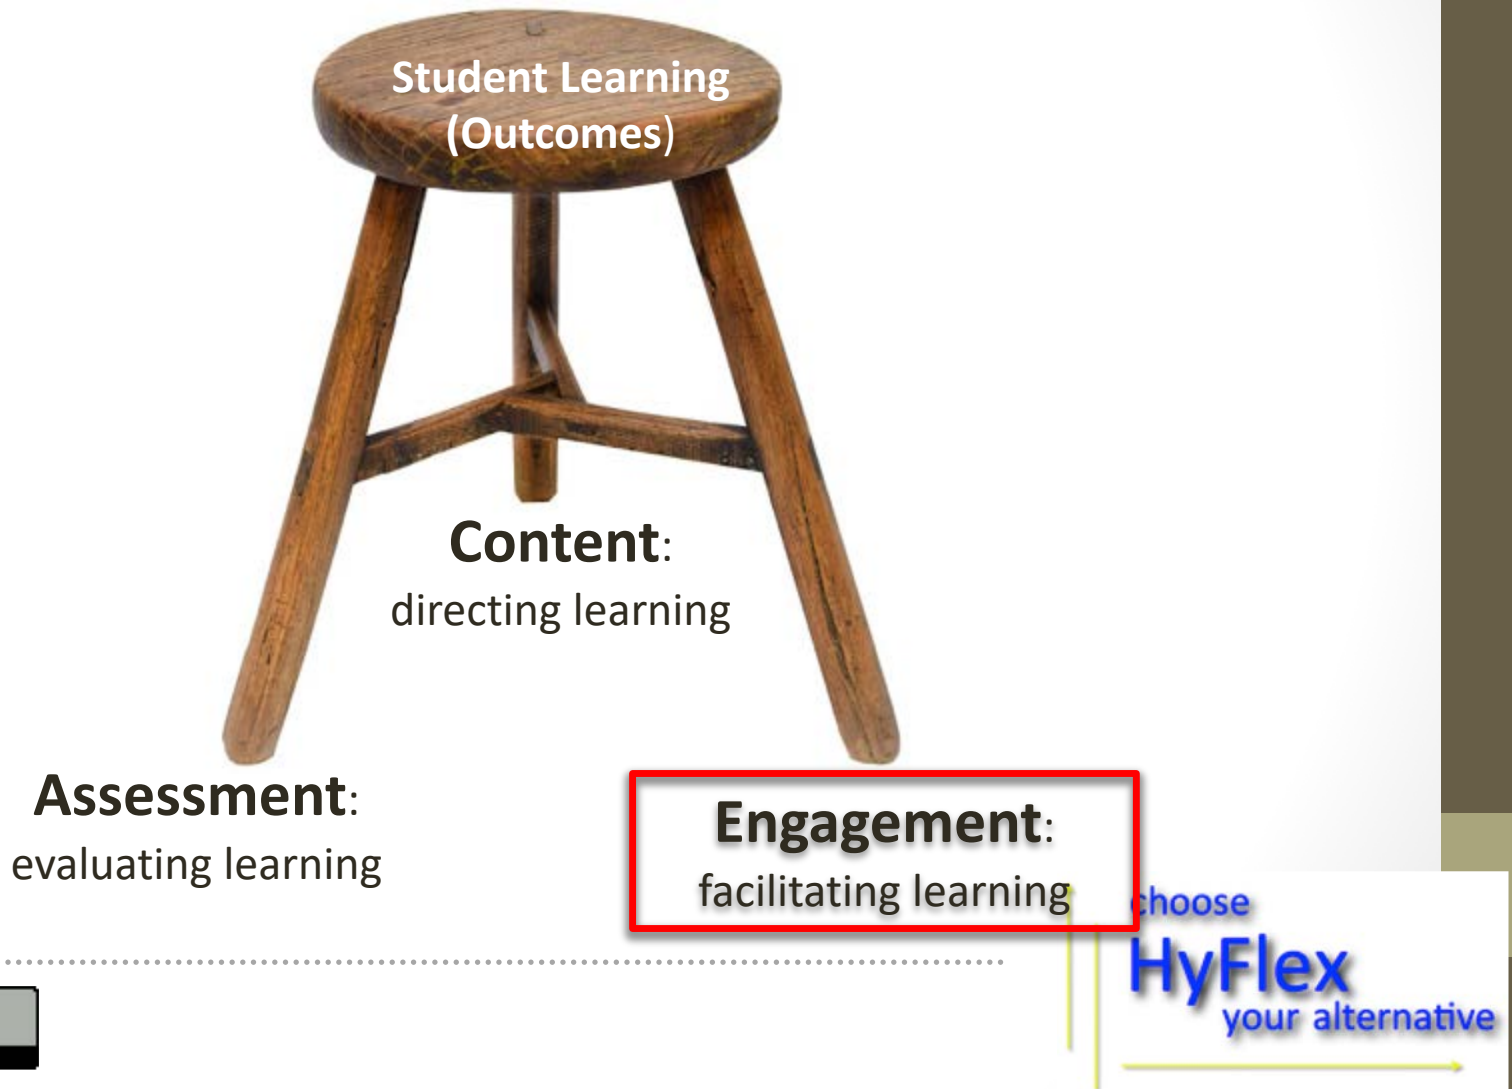 Student Learning
(Outcomes)
Content:
directing learning
Assessment:
evaluating learning
Engagement:
facilitating learning
choose
HyFlex
your alternative